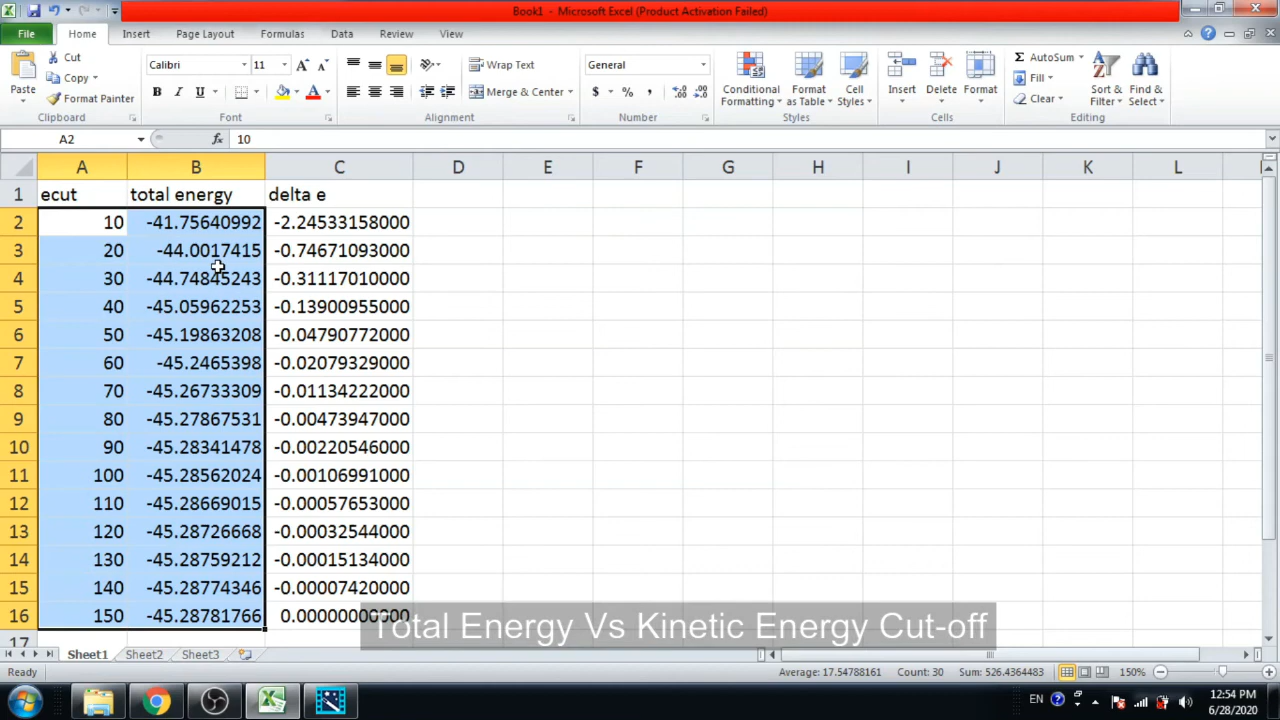 Book1 - Microsoft Excel (Product Activation Failed)
File Home Insert Page Layout Formulas Data Review View
Paste Cut Copy Format Painter Clipboard
Calibri 11 B I U Font
Wrap Text Merge & Center Alignment
General $ % , Number
Conditional Formatting Format as Table Cell Styles Styles
Insert Delete Format Cells
AutoSum Fill Clear Sort & Filter Find & Select Editing
A2 fx 10
A B C D E F G H I J K L
1 ecut total energy delta e
2 10 -41.75640992 -2.24533158000
3 20 -44.0017415 -0.74671093000
4 30 -44.74845243 -0.31117010000
5 40 -45.05962253 -0.13900955000
6 50 -45.19863208 -0.04790772000
7 60 -45.2465398 -0.02079329000
8 70 -45.26733309 -0.01134222000
9 80 -45.27867531 -0.00473947000
10 90 -45.28341478 -0.00220546000
11 100 -45.28562024 -0.00106991000
12 110 -45.28669015 -0.00057653000
13 120 -45.28726668 -0.00032544000
14 130 -45.28759212 -0.00015134000
15 140 -45.28774346 -0.00007420000
16 150 -45.28781766 0.00000000000
Total Energy Vs Kinetic Energy Cut-off
17
Sheet1 Sheet2 Sheet3
Ready Average: 17.54788161 Count: 30 Sum: 526.4364483 150%
EN 12:54 PM
6/28/2020